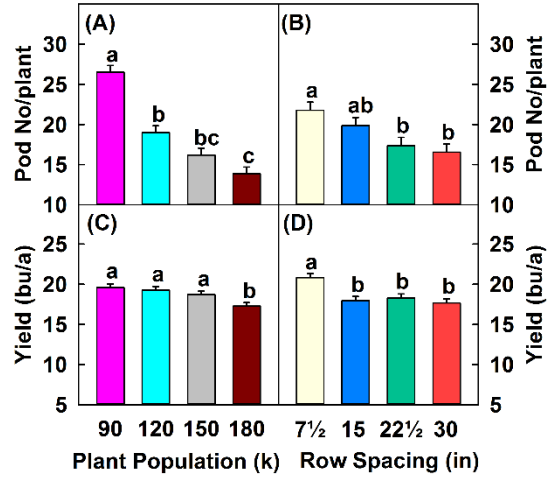 (A)
(B)
Pod No/plant
30
25
20
15
10
a
b
bc
c
a
ab
b
b
30
25
20
15
10
Pod No/plant
(C)
(D)
Yield (bu/a)
25
20
15
10
5
a
a
a
b
a
b
b
b
25
20
15
10
5
Yield (bu/a)
90 120 150 180
7½ 15 22½ 30
Plant Population (k)
Row Spacing (in)